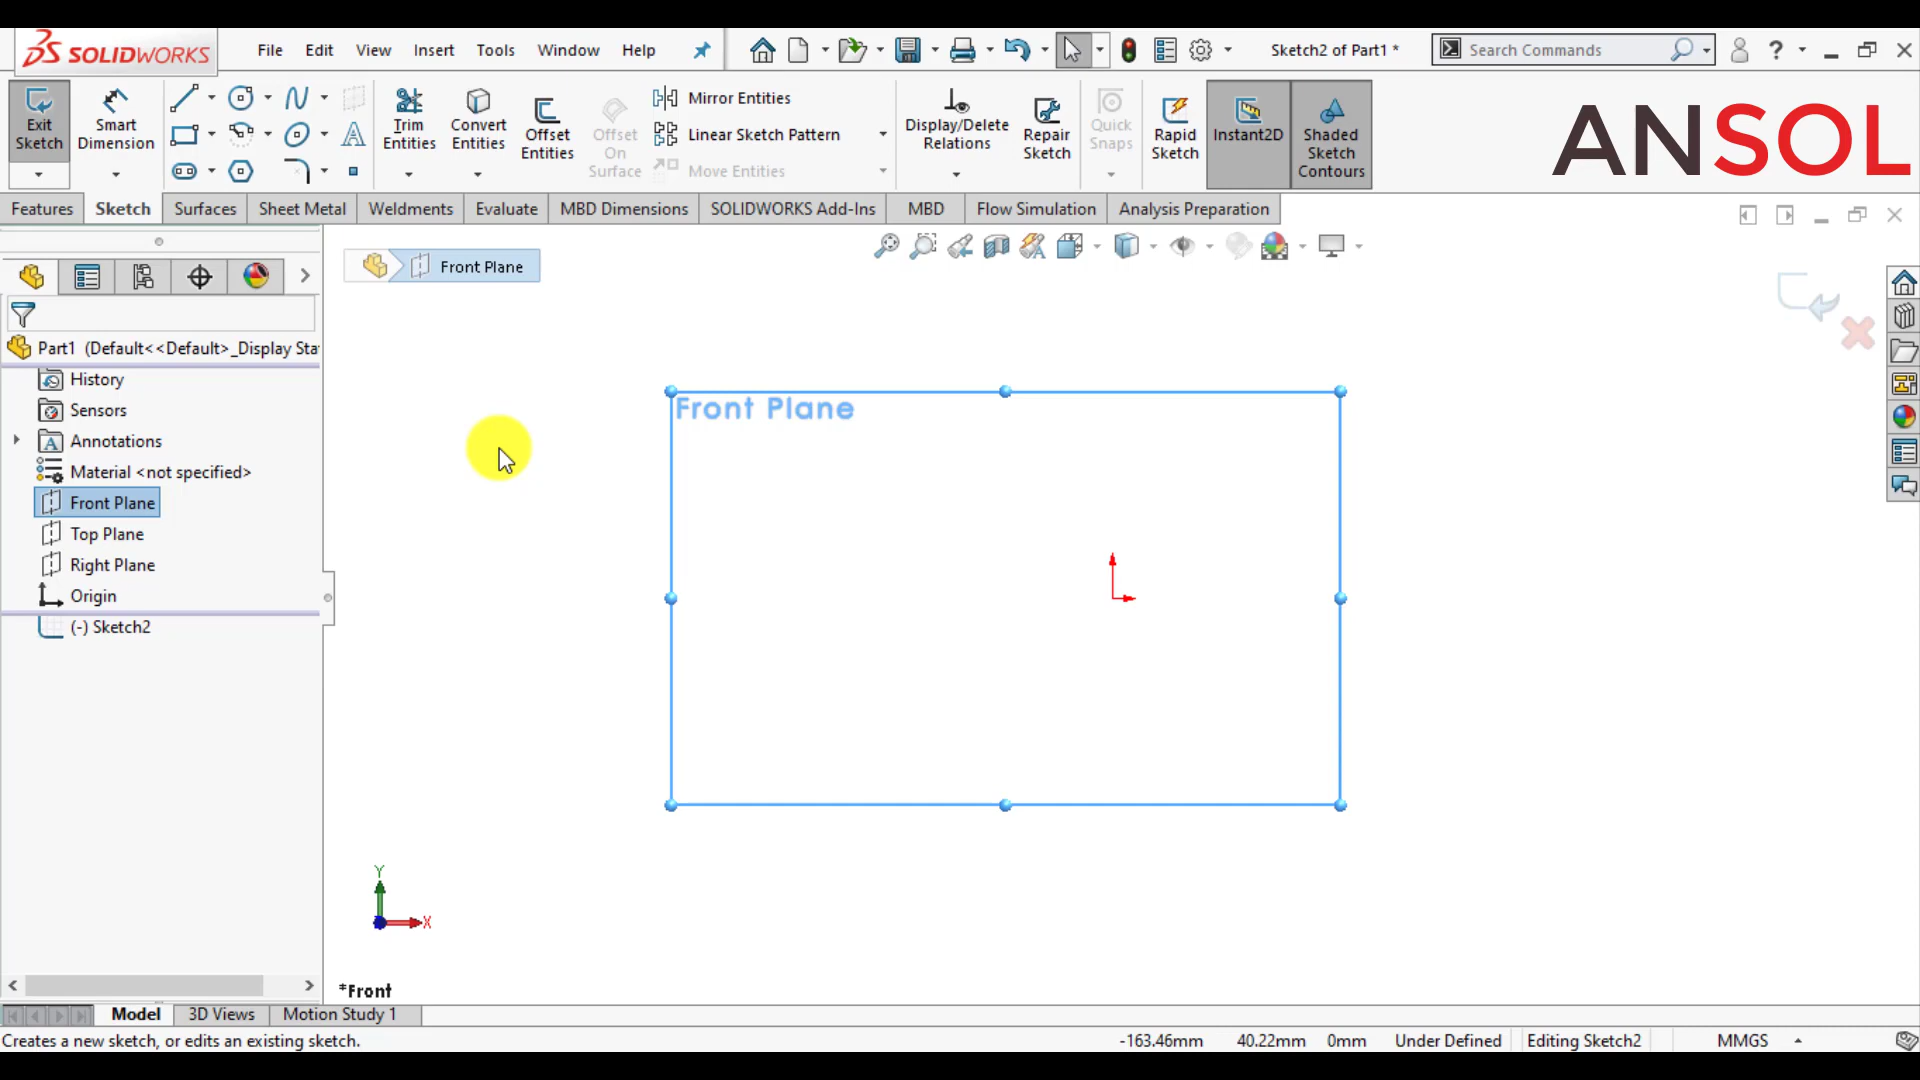 SOLIDWORKS File Edit View Insert Tools Window Help Sketch2 of Part1 * Search Commands ?
Exit Sketch
Smart Dimension
Trim Entities
Convert Entities
Offset Entities
Offset On Surface
Mirror Entities
Linear Sketch Pattern
Move Entities
Display/Delete Relations
Repair Sketch
Quick Snaps
Rapid Sketch
Instant2D
Shaded Sketch Contours
ANSOL
Features Sketch Surfaces Sheet Metal Weldments Evaluate MBD Dimensions SOLIDWORKS Add-Ins MBD Flow Simulation Analysis Preparation
Front Plane
Part1 (Default<<Default>_Display Sta
History
Sensors
Annotations
Material <not specified>
Front Plane
Top Plane
Right Plane
Origin
(-) Sketch2
Front Plane
Y
X
*Front
Model 3D Views Motion Study 1
Creates a new sketch, or edits an existing sketch. -163.46mm 40.22mm 0mm Under Defined Editing Sketch2 MMGS